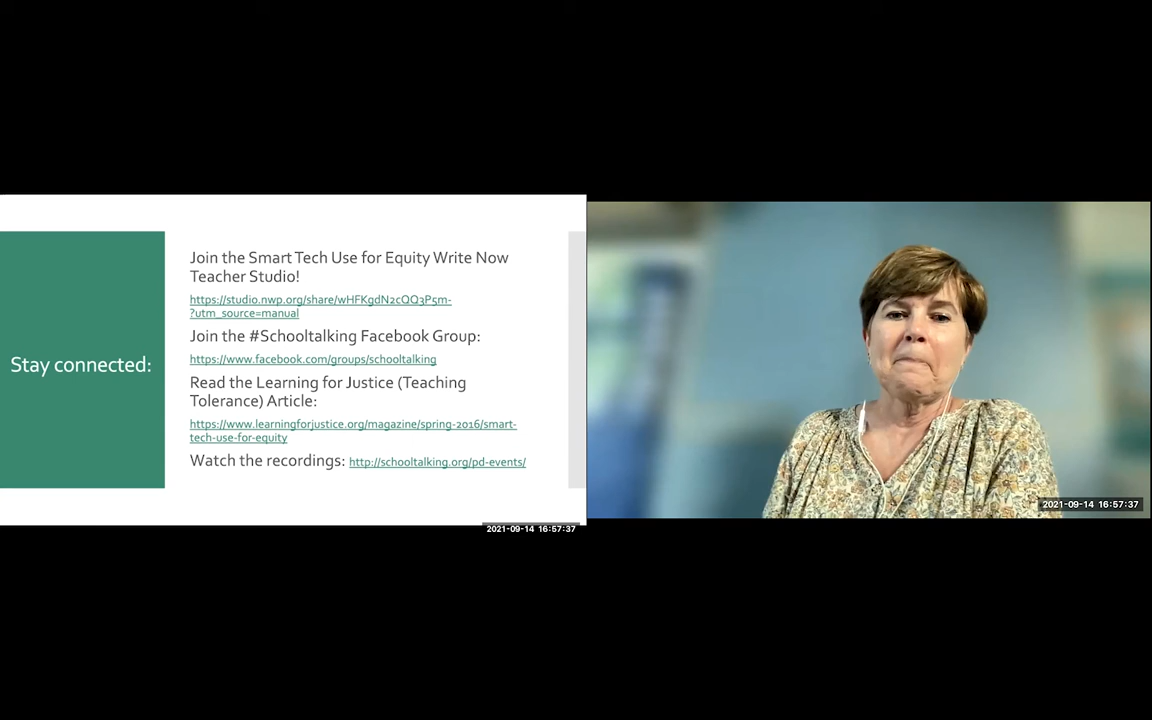 Stay connected:
Join the Smart Tech Use for Equity Write Now
Teacher Studio!
https://studio.nwp.org/share/wHFKgdN2cQQ3P5m-
?utm_source=manual
Join the #Schooltalking Facebook Group:
https://www.facebook.com/groups/schooltalking
Read the Learning for Justice (Teaching
Tolerance) Article:
https://www.learningforjustice.org/magazine/spring-2016/smart-
tech-use-for-equity
Watch the recordings: http://schooltalking.org/pd-events/
2021-09-14 16:57:37
2021-09-14 16:57:37